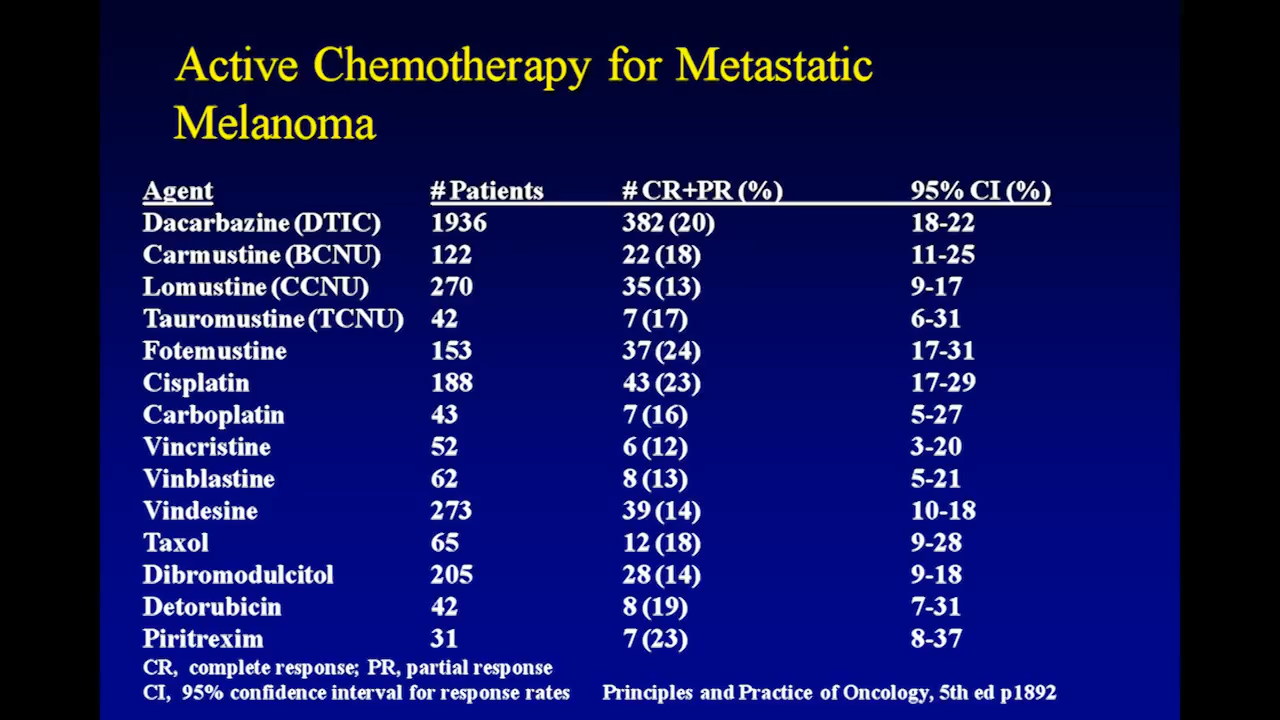 Active Chemotherapy for Metastatic
Melanoma
Agent # Patients # CR+PR (%) 95% CI (%)
Dacarbazine (DTIC) 1936 382 (20) 18-22
Carmustine (BCNU) 122 22 (18) 11-25
Lomustine (CCNU) 270 35 (13) 9-17
Tauromustine (TCNU) 42 7 (17) 6-31
Fotemustine 153 37 (24) 17-31
Cisplatin 188 43 (23) 17-29
Carboplatin 43 7 (16) 5-27
Vincristine 52 6 (12) 3-20
Vinblastine 62 8 (13) 5-21
Vindesine 273 39 (14) 10-18
Taxol 65 12 (18) 9-28
Dibromodulcitol 205 28 (14) 9-18
Detorubicin 42 8 (19) 7-31
Piritrexim 31 7 (23) 8-37
CR, complete response; PR, partial response
CI, 95% confidence interval for response rates Principles and Practice of Oncology, 5th ed p1892